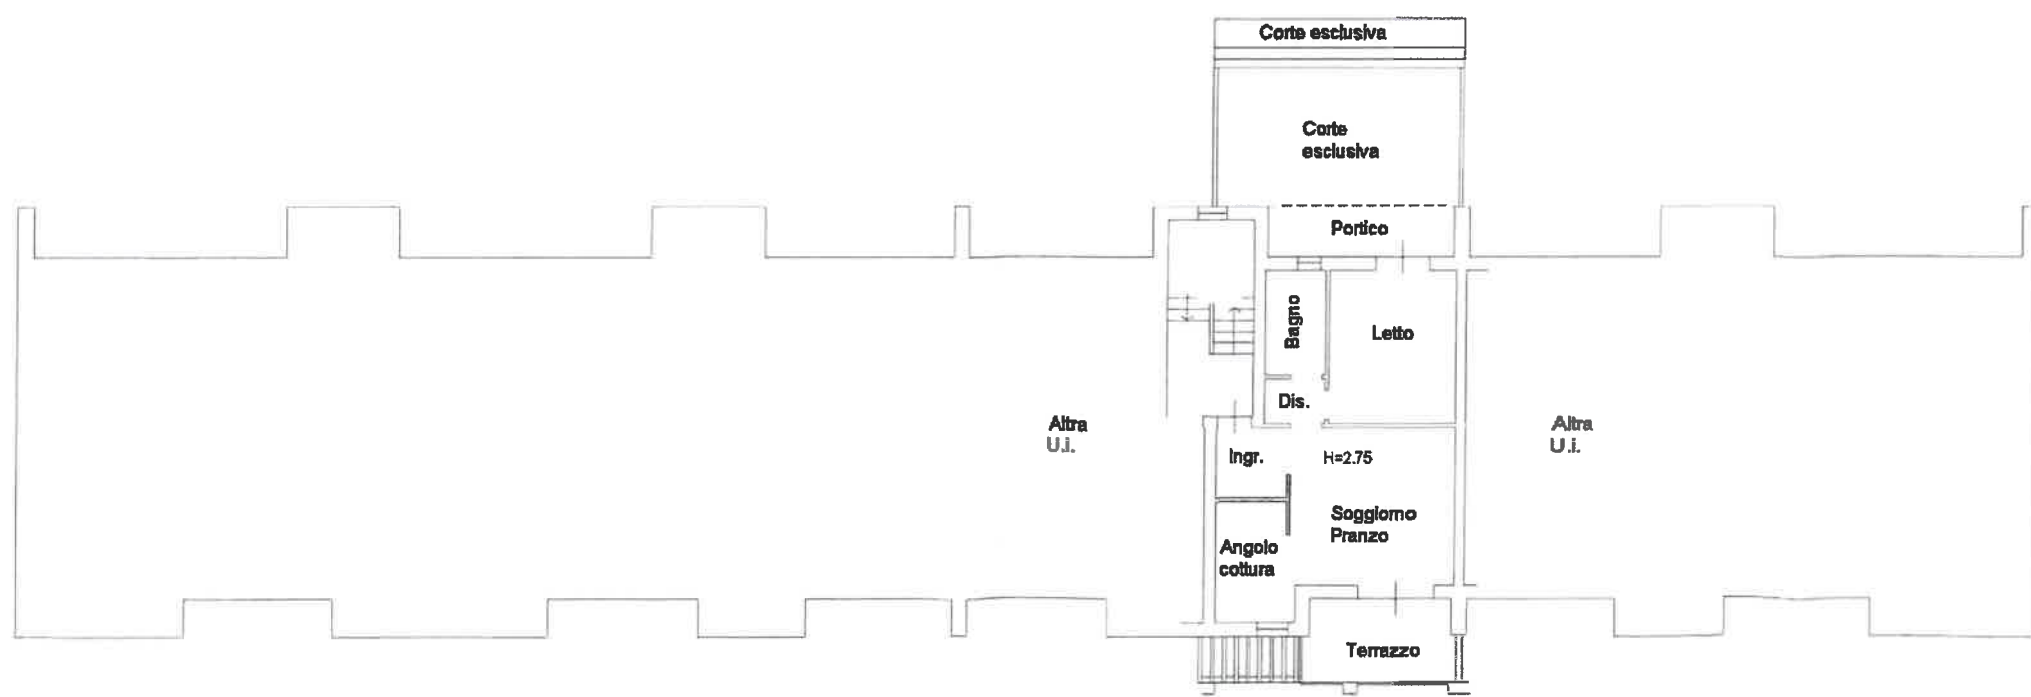 Corte esclusiva
Corte
esclusiva
Portico
Bagno
Letto
Dis.
Altra
U.i.
Altra
U.i.
Ingr.
H=2.75
Soggiorno
Pranzo
Angolo
cottura
Terrazzo